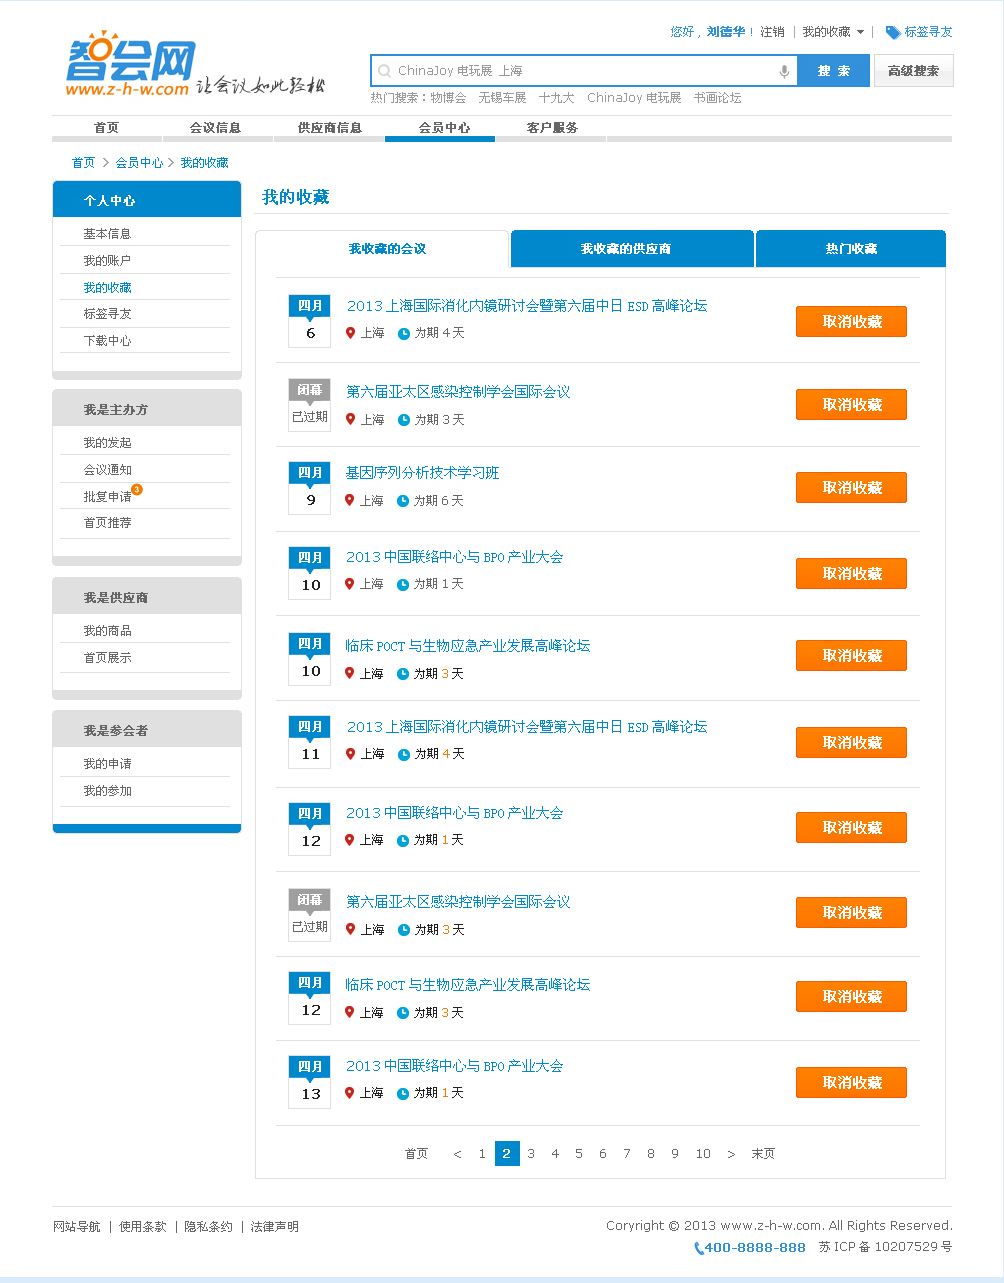 您好，刘德华！ 注销 | 我的收藏 | 标签寻友
智会网
www.z-h-w.com 让会议如此轻松
ChinaJoy 电玩展 上海 搜 索 高级搜索
热门搜索：物博会 无锡车展 十九大 ChinaJoy 电玩展 书画论坛
首页 会议信息 供应商信息 会员中心 客户服务
首页 > 会员中心 > 我的收藏
个人中心
基本信息
我的账户
我的收藏
标签寻友
下载中心
我是主办方
我的发起
会议通知
批复申请 3
首页推荐
我是供应商
我的商品
首页展示
我是参会者
我的申请
我的参加
我的收藏
我收藏的会议 我收藏的供应商 热门收藏
四月 6
2013 上海国际消化内镜研讨会暨第六届中日 ESD 高峰论坛
上海 为期 4 天
取消收藏
闭幕 已过期
第六届亚太区感染控制学会国际会议
上海 为期 3 天
取消收藏
四月 9
基因序列分析技术学习班
上海 为期 6 天
取消收藏
四月 10
2013 中国联络中心与 BPO 产业大会
上海 为期 1 天
取消收藏
四月 10
临床 POCT 与生物应急产业发展高峰论坛
上海 为期 3 天
取消收藏
四月 11
2013 上海国际消化内镜研讨会暨第六届中日 ESD 高峰论坛
上海 为期 4 天
取消收藏
四月 12
2013 中国联络中心与 BPO 产业大会
上海 为期 1 天
取消收藏
闭幕 已过期
第六届亚太区感染控制学会国际会议
上海 为期 3 天
取消收藏
四月 12
临床 POCT 与生物应急产业发展高峰论坛
上海 为期 3 天
取消收藏
四月 13
2013 中国联络中心与 BPO 产业大会
上海 为期 1 天
取消收藏
首页 < 1 2 3 4 5 6 7 8 9 10 > 末页
网站导航 | 使用条款 | 隐私条约 | 法律声明
Coryright © 2013 www.z-h-w.com. All Rights Reserved.
400-8888-888 苏 ICP 备 10207529 号